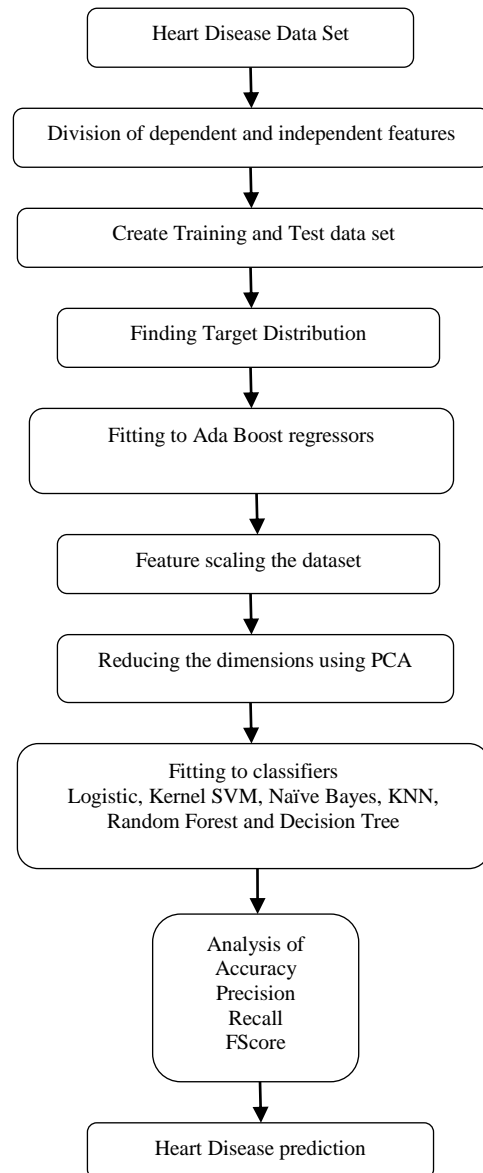 Heart Disease Data Set
Division of dependent and independent features
Create Training and Test data set
Finding Target Distribution
Fitting to Ada Boost regressors
Feature scaling the dataset
Reducing the dimensions using PCA
Fitting to classifiers
Logistic, Kernel SVM, Naïve Bayes, KNN,
Random Forest and Decision Tree
Analysis of
Accuracy
Precision
Recall
FScore
Heart Disease prediction